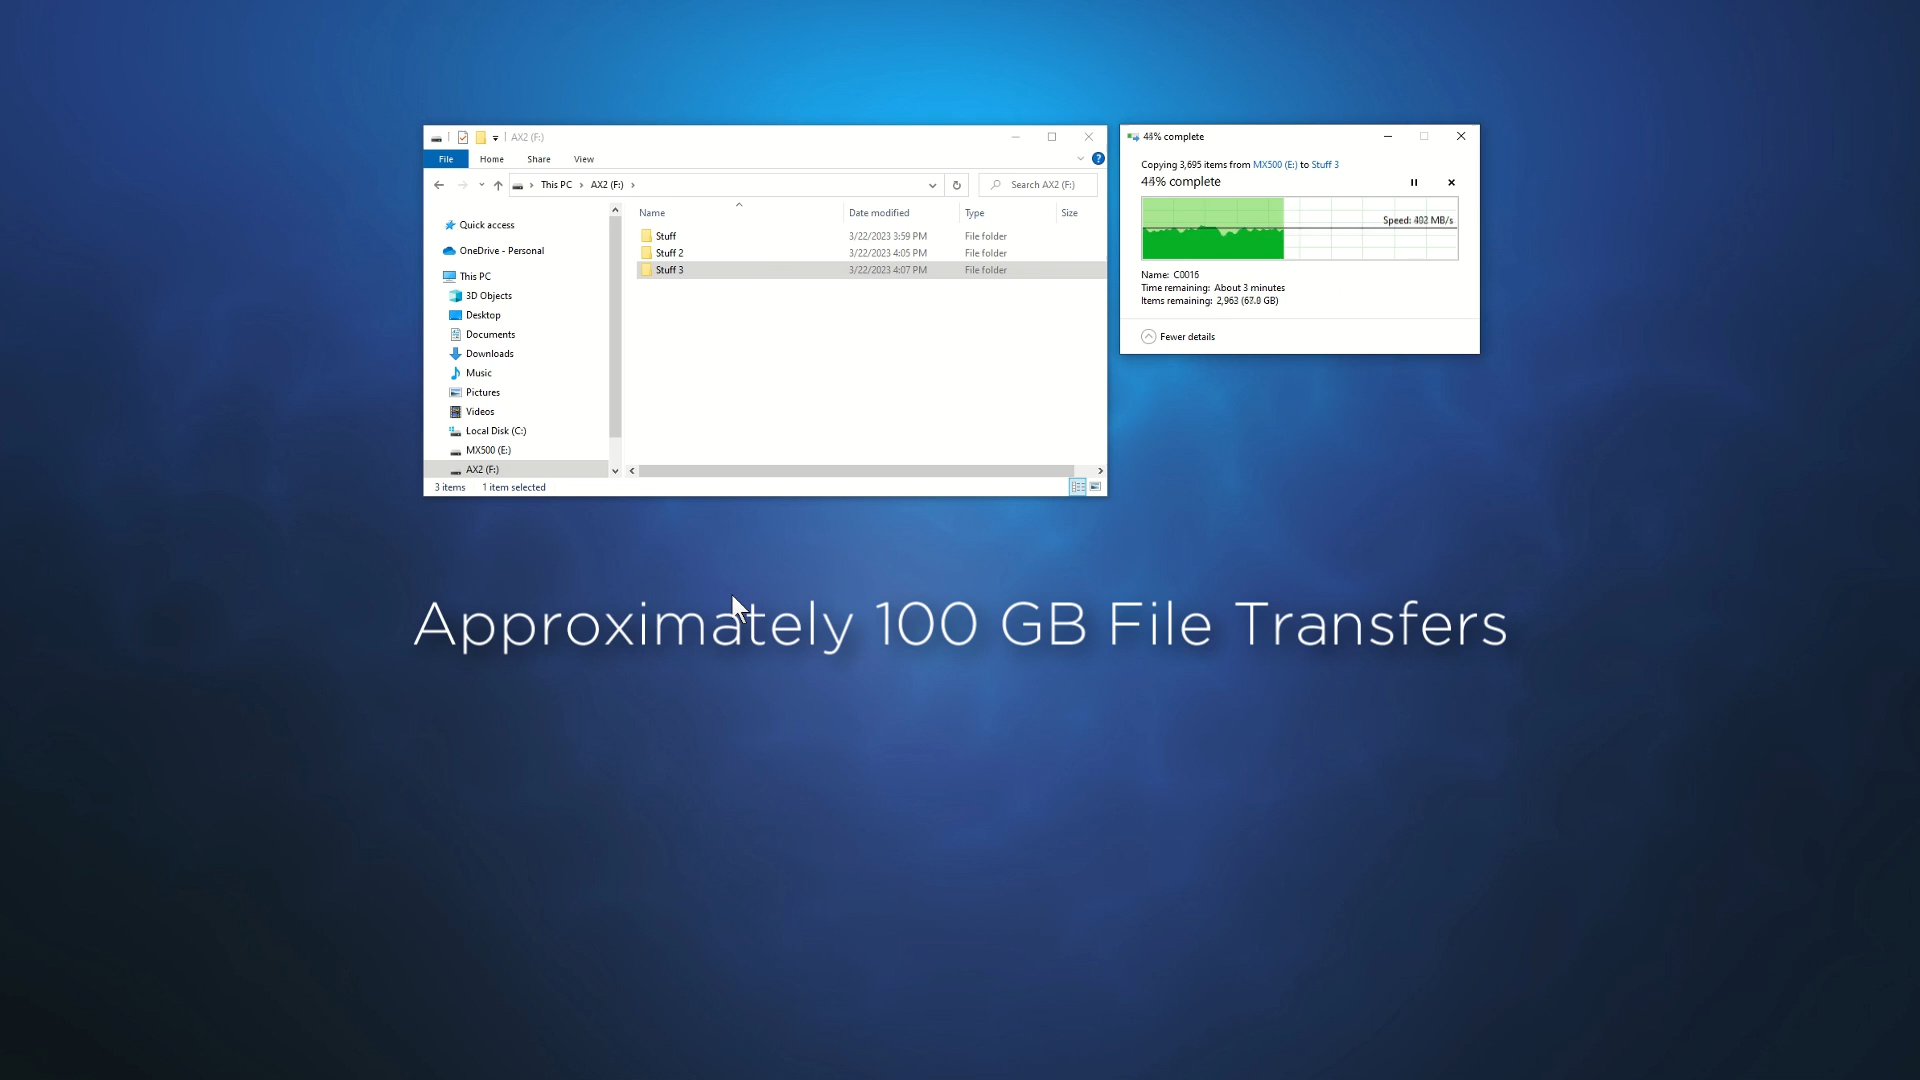 AX2 (F:)
File Home Share View
This PC AX2 (F:) Search AX2 (F:)
Name Date modified Type Size
Quick access
OneDrive - Personal
This PC
3D Objects
Desktop
Documents
Downloads
Music
Pictures
Videos
Local Disk (C:)
MX500 (E:)
AX2 (F:)
Stuff 3/22/2023 3:59 PM File folder
Stuff 2 3/22/2023 4:05 PM File folder
Stuff 3 3/22/2023 4:07 PM File folder
3 items 1 item selected
44% complete
Copying 3,695 items from MX500 (E:) to Stuff 3
44% complete
Speed: MB/s
Name: C0016
Time remaining: About 3 minutes
Items remaining: 2,963
Fewer details
Approximately 100 GB File Transfers